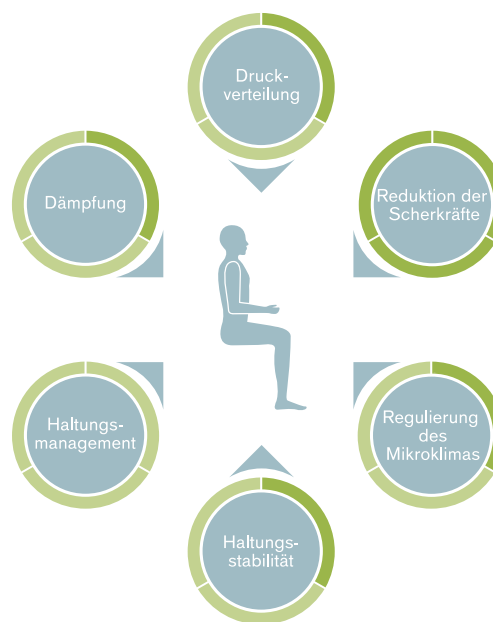 Druck-
verteilung
Dämpfung
Reduktion der
Scherkräfte
Haltungs-
management
Regulierung
des
Mikroklimas
Haltungs-
stabilität